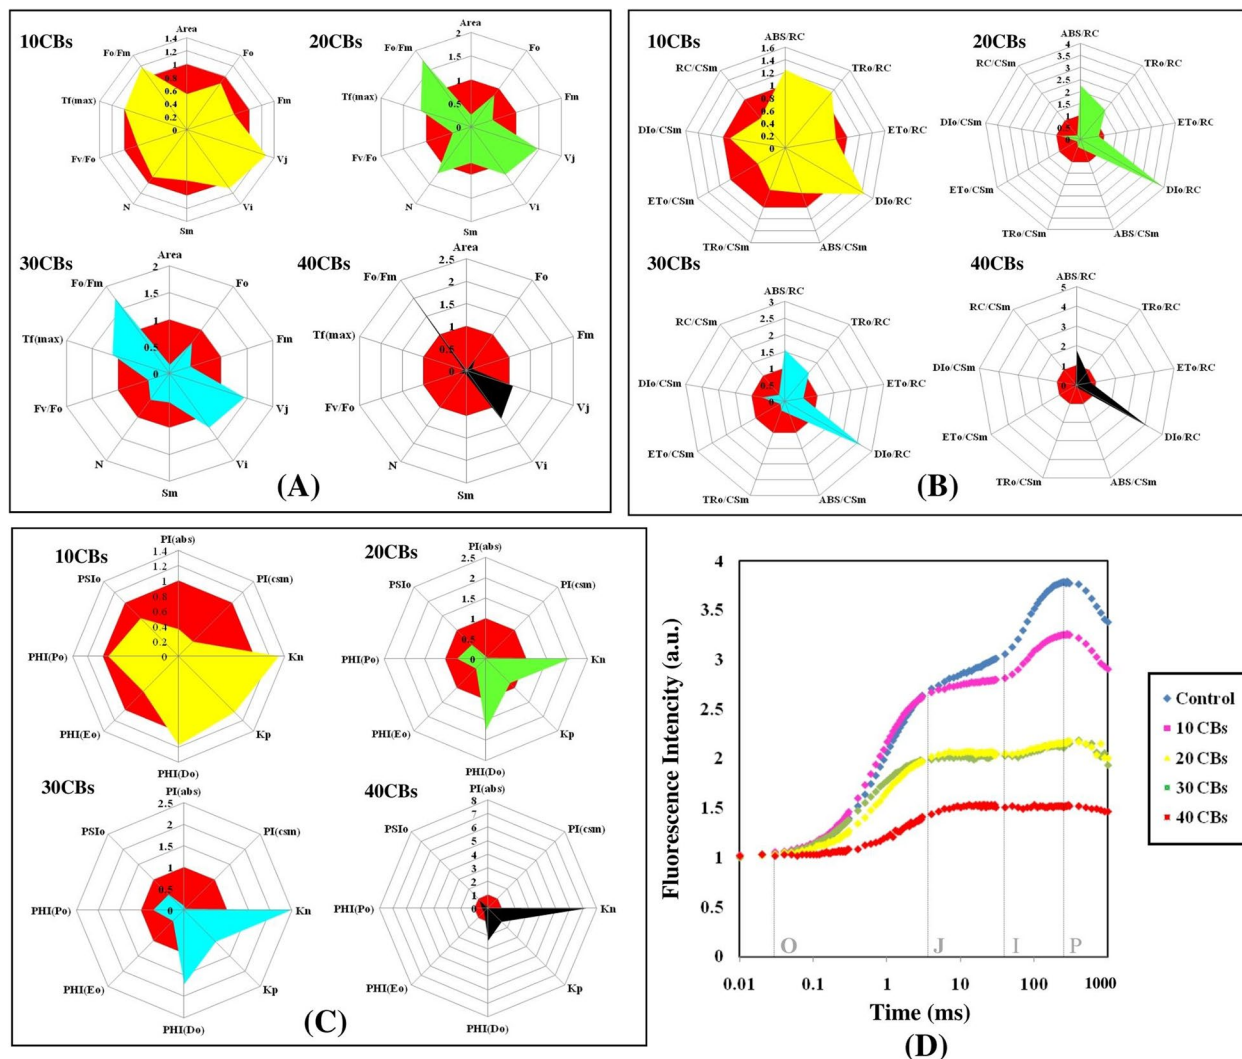 10CBs
Area
1.4
1.2
1
0.8
0.6
0.4
0.2
0
Fo
Fm
Vj
Vi
Sm
N
Fv/Fo
Tf(max)
Fo/Fm
20CBs
Area
2
1.5
1
0.5
0
Fo
Fm
Vj
Vi
Sm
N
Fv/Fo
Tf(max)
Fo/Fm
30CBs
Area
2
1.5
1
0.5
0
Fo
Fm
Vj
Vi
Sm
N
Fv/Fo
Tf(max)
Fo/Fm
40CBs
Area
2.5
2
1.5
1
0.5
0
Fo
Fm
Vj
Vi
Sm
N
Fv/Fo
Tf(max)
Fo/Fm
(A)
10CBs
ABS/RC
1.6
1.4
1.2
1
0.8
0.6
0.4
0.2
0
TRo/RC
ETo/RC
DIo/RC
ABS/CSm
TRo/CSm
ETo/CSm
DIo/CSm
RC/CSm
20CBs
ABS/RC
4
3.5
3
2.5
2
1.5
1
0.5
0
TRo/RC
ETo/RC
DIo/RC
ABS/CSm
TRo/CSm
ETo/CSm
DIo/CSm
RC/CSm
30CBs
ABS/RC
3
2.5
2
1.5
1
0.5
0
TRo/RC
ETo/RC
DIo/RC
ABS/CSm
TRo/CSm
ETo/CSm
DIo/CSm
RC/CSm
40CBs
ABS/RC
5
4
3
2
1
0
TRo/RC
ETo/RC
DIo/RC
ABS/CSm
TRo/CSm
ETo/CSm
DIo/CSm
RC/CSm
(B)
10CBs
PI(abs)
1.4
1.2
1
0.8
0.6
0.4
0.2
0
PI(csm)
Kn
Kp
PHI(Do)
PHI(Eo)
PHI(Po)
PSIo
20CBs
PI(abs)
2.5
2
1.5
1
0.5
0
PI(csm)
Kn
Kp
PHI(Do)
PHI(Eo)
PHI(Po)
PSIo
30CBs
PI(abs)
2.5
2
1.5
1
0.5
0
PI(csm)
Kn
Kp
PHI(Do)
PHI(Eo)
PHI(Po)
PSIo
40CBs
PI(abs)
8
7
6
5
4
3
2
1
0
PI(csm)
Kn
Kp
PHI(Do)
PHI(Eo)
PHI(Po)
PSIo
(C)
Fluorescence Intencity (a.u.)
4
3.5
3
2.5
2
1.5
1
0.5
0
O
J
I
P
0.01
0.1
1
10
100
1000
Time (ms)
Control
10 CBs
20 CBs
30 CBs
40 CBs
(D)